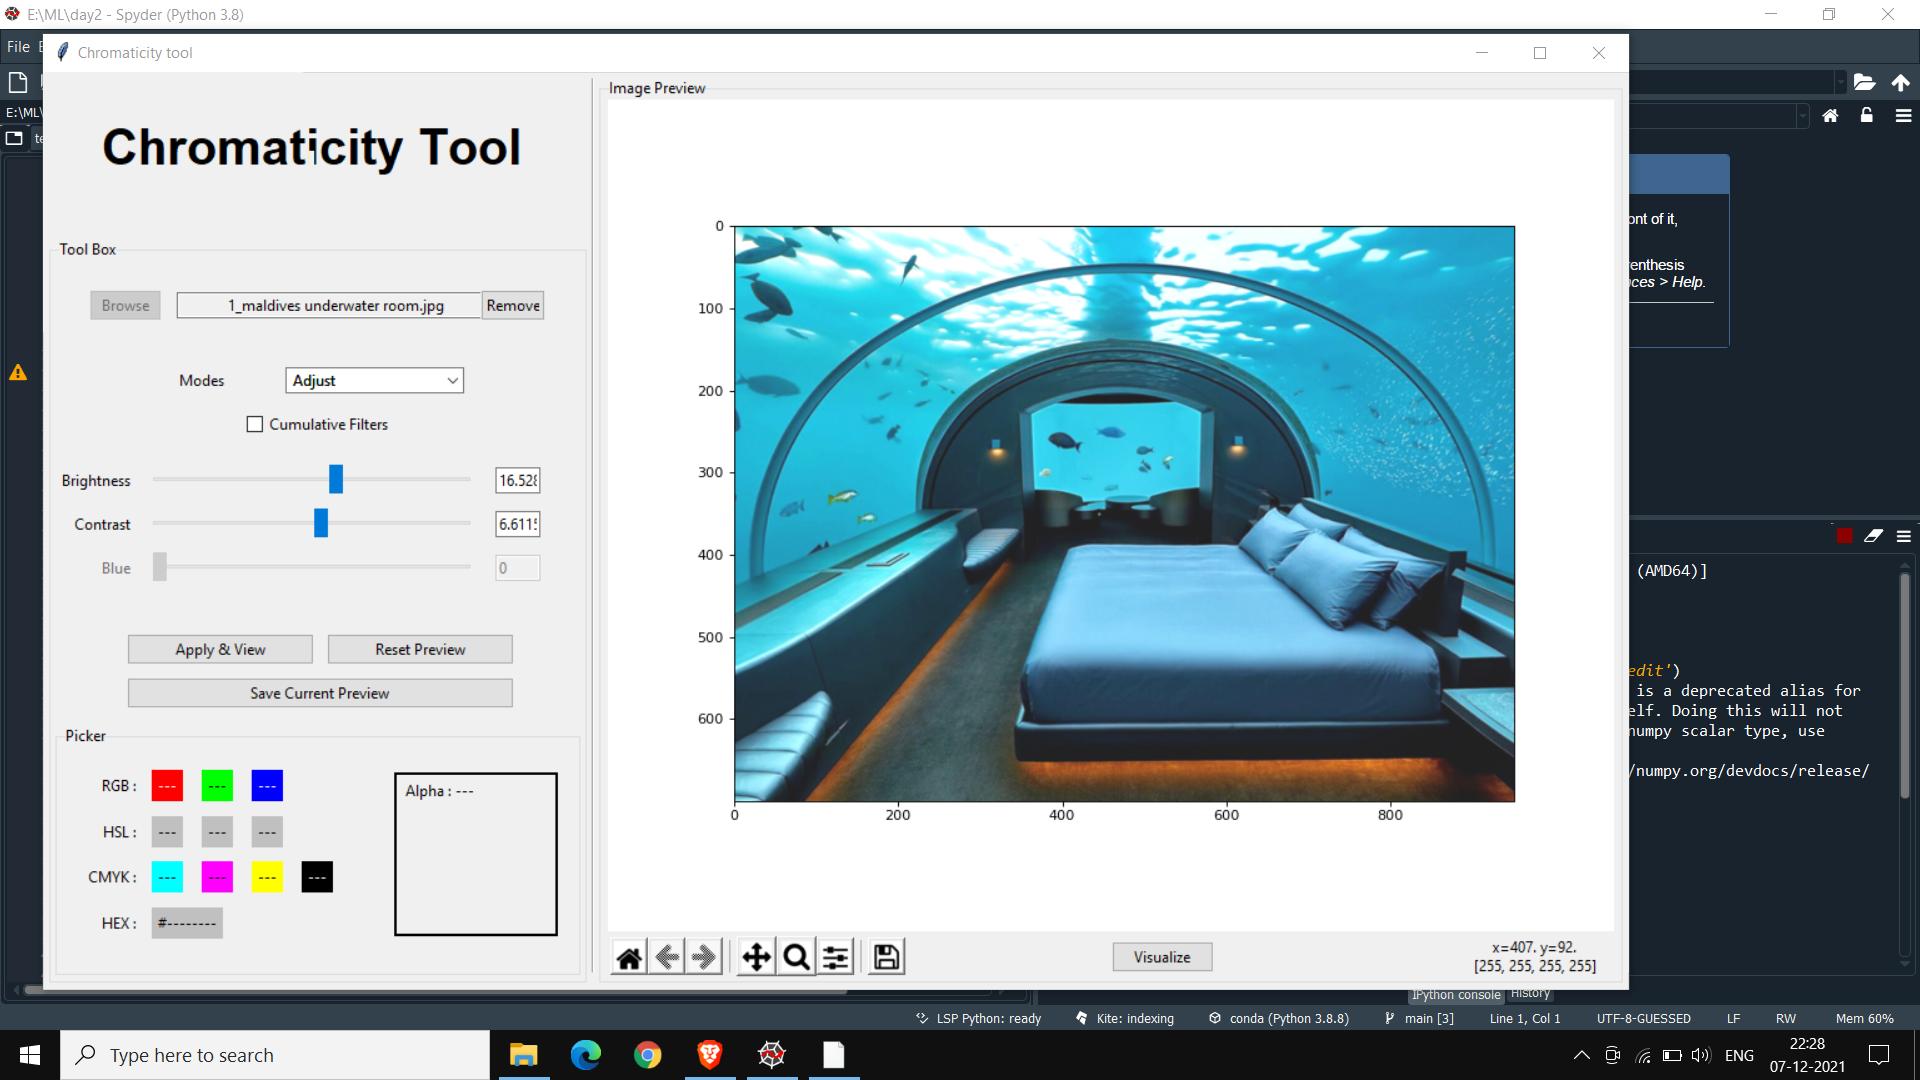 E:\ML\day2 - Spyder (Python 3.8)
File
Chromaticity tool
E:\ML\
Chromaticity Tool
Tool Box
Browse 1_maldives underwater room.jpg Remove
Modes Adjust
Cumulative Filters
Brightness 16.528
Contrast 6.6115
Blue 0
Apply & View Reset Preview
Save Current Preview
Picker
RGB : --- --- ---
HSL : --- --- ---
CMYK : --- --- --- ---
HEX : #--------
Alpha : ---
Image Preview
0
100
200
300
400
500
600
0 200 400 600 800
Visualize
x=407. y=92.
[255, 255, 255, 255]
ont of it,
enthesis
ces > Help.
(AMD64)]
edit')
is a deprecated alias for
elf. Doing this will not
numpy scalar type, use
/numpy.org/devdocs/release/
IPython console History
LSP Python: ready Kite: indexing conda (Python 3.8.8) main [3] Line 1, Col 1 UTF-8-GUESSED LF RW Mem 60%
Type here to search
ENG
22:28
07-12-2021